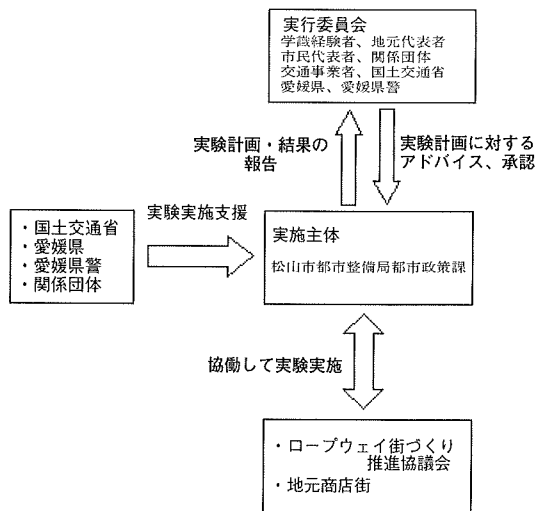 実行委員会
学識経験者、地元代表者
市民代表者、関係団体
交通事業者、国土交通省
愛媛県、愛媛県警
実験計画・結果の
報告
実験計画に対する
アドバイス、承認
・国土交通省
・愛媛県
・愛媛県警
・関係団体
実験実施支援
実施主体
松山市都市整備局都市政策課
協働して実験実施
・ロープウェイ街づくり
推進協議会
・地元商店街